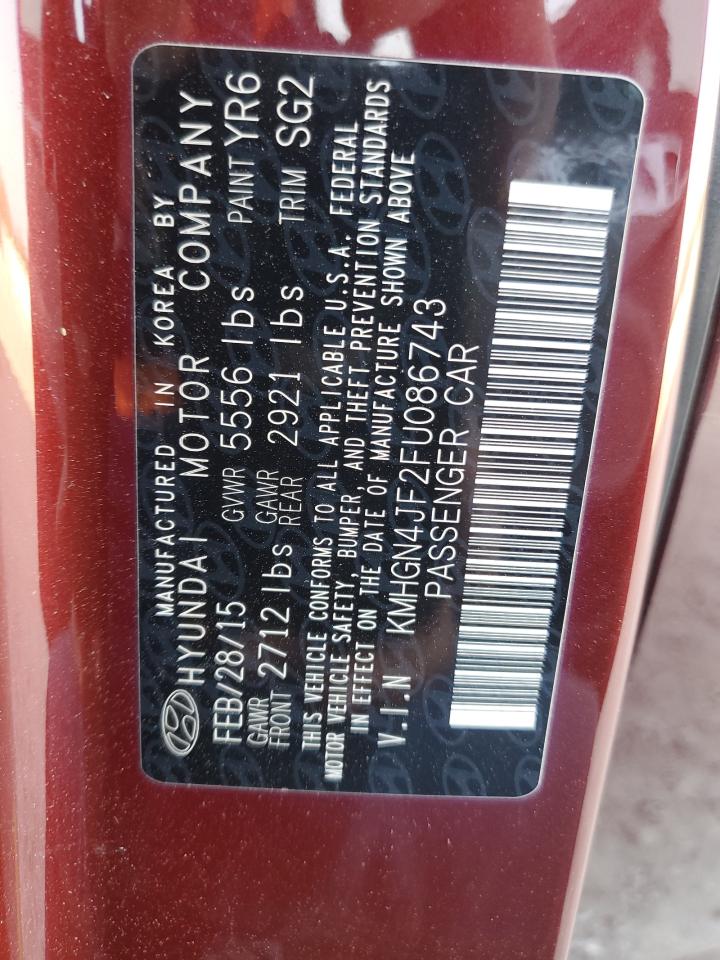 MANUFACTURED IN KOREA BY
HYUNDAI MOTOR COMPANY
FEB/28/15 GVWR 5556 lbs PAINT YR6
GAWR FRONT 2712 lbs GAWR REAR 2921 lbs TRIM SG2
THIS VEHICLE CONFORMS TO ALL APPLICABLE U.S.A. FEDERAL
MOTOR VEHICLE SAFETY, BUMPER, AND THEFT PREVENTION STANDARDS
IN EFFECT ON THE DATE OF MANUFACTURE SHOWN ABOVE
V.I.N KMHGN4JF2FU086743
PASSENGER CAR